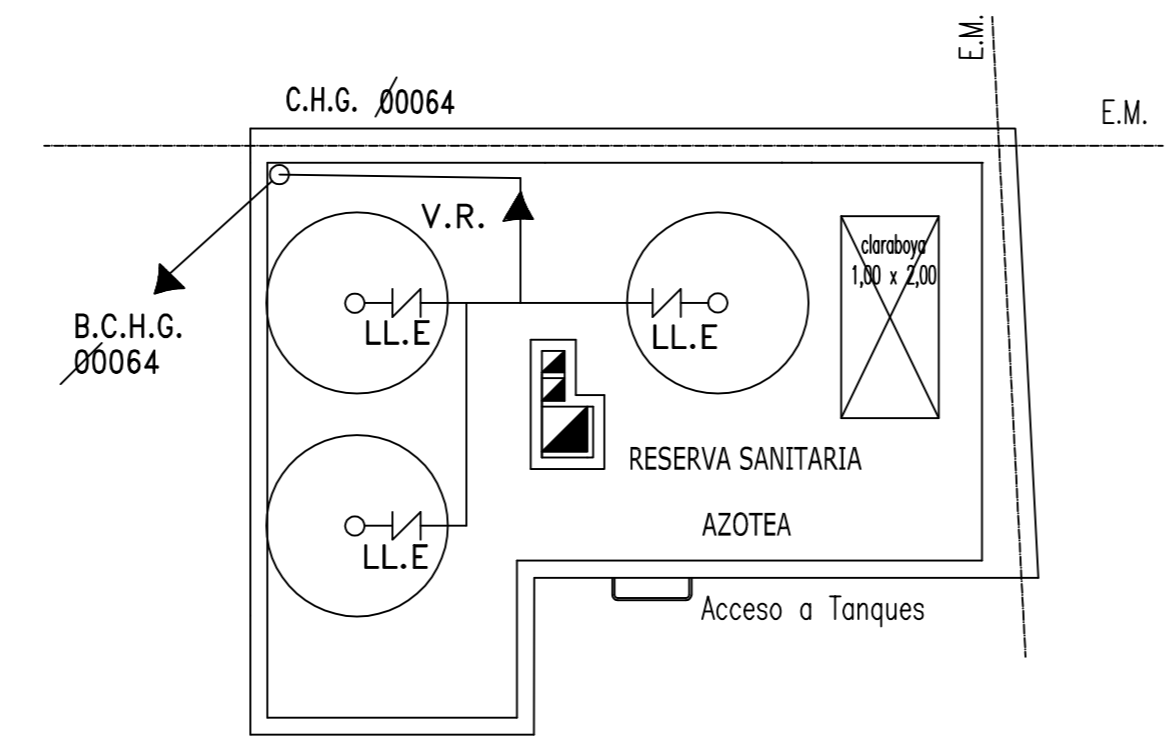 E.M.
C.H.G. Ø0064
E.M.
V.R.
claraboya
1,00 x 2,00
LL.E
LL.E
B.C.H.G.
Ø0064
RESERVA SANITARIA
AZOTEA
LL.E
Acceso a Tanques